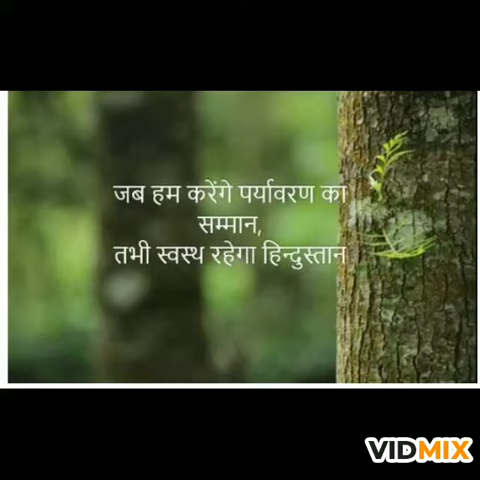 जब हम करेंगे पर्यावरण का
सम्मान,
तभी स्वस्थ रहेगा हिन्दुस्तान
VIDMIX